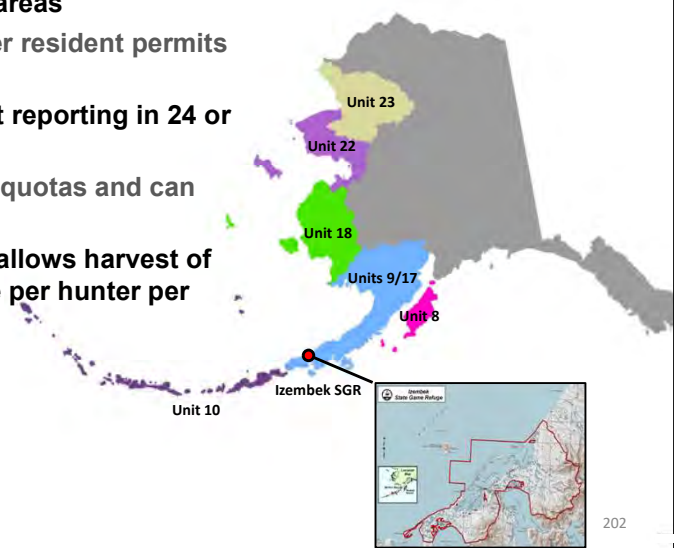 areas
er resident permits
t reporting in 24 or
quotas and can
allows harvest of
per hunter per
Unit 23
Unit 22
Unit 18
Units 9/17
Unit 8
Izembek SGR
Unit 10
Izembek
State Game Refuge
202